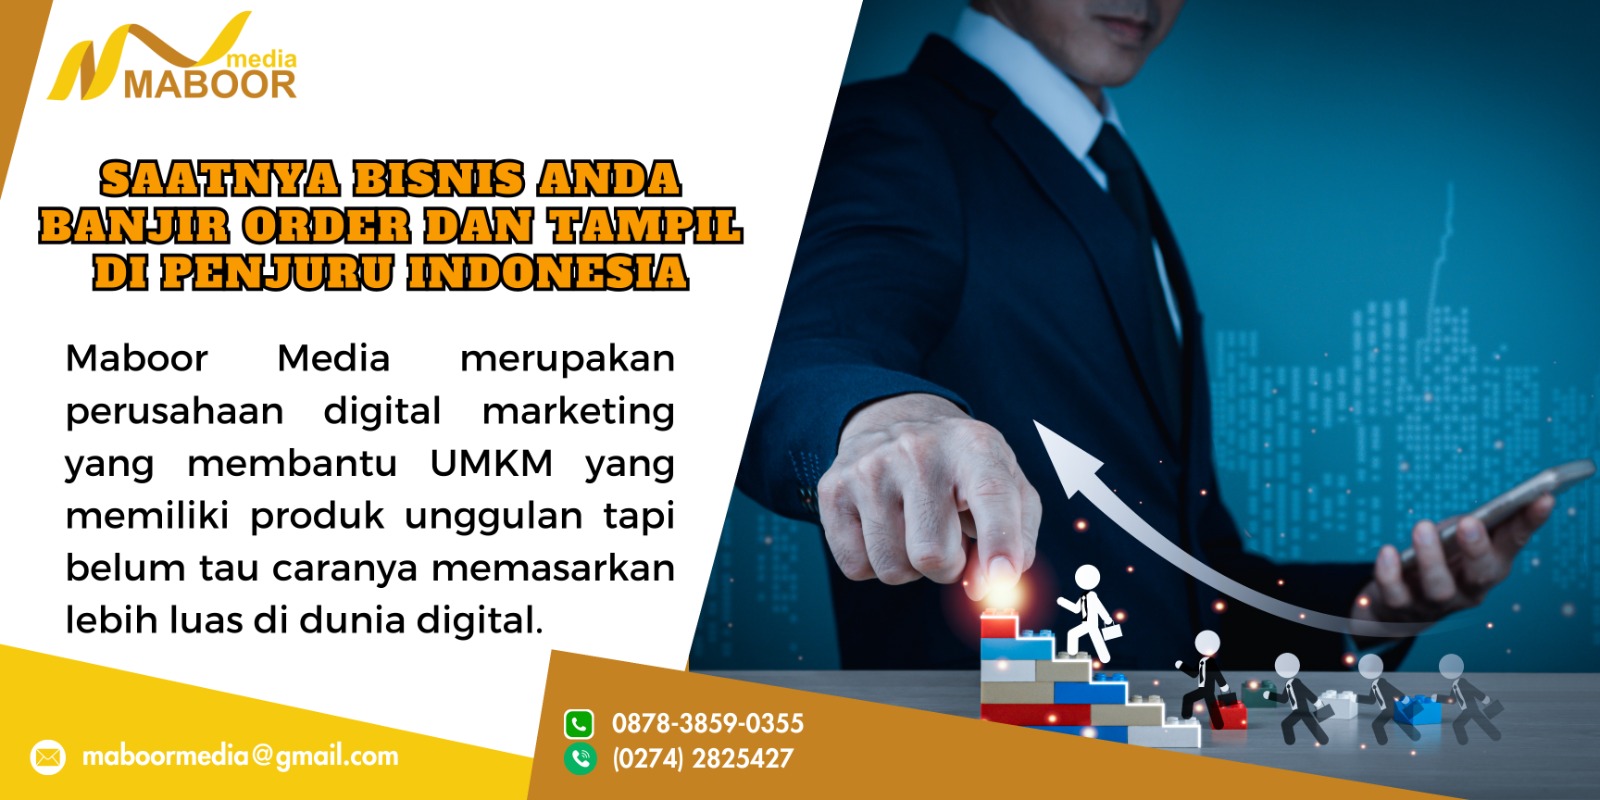 media
MABOOR
SAATNYA BISNIS ANDA
BANJIR ORDER DAN TAMPIL
DI PENJURU INDONESIA
Maboor Media merupakan
perusahaan digital marketing
yang membantu UMKM yang
memiliki produk unggulan tapi
belum tau caranya memasarkan
lebih luas di dunia digital.
maboormedia@gmail.com
0878-3859-0355
(0274) 2825427